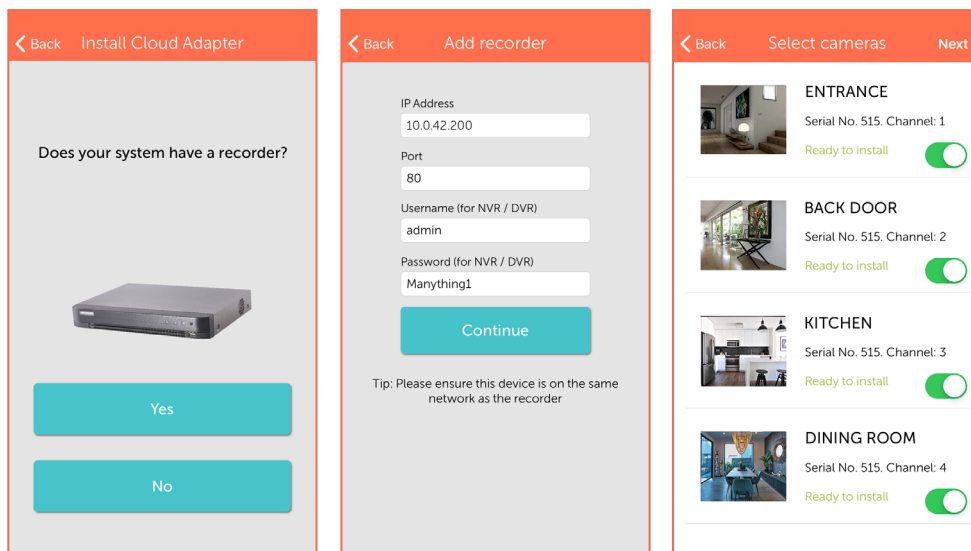 Back
Install Cloud Adapter
Does your system have a recorder?
Yes
No
Back
Add recorder
IP Address
10.0.42.200
Port
80
Username (for NVR / DVR)
admin
Password (for NVR / DVR)
Manything1
Continue
Tip: Please ensure this device is on the same
network as the recorder
Back
Select cameras
Next
ENTRANCE
Serial No. 515. Channel: 1
Ready to install
BACK DOOR
Serial No. 515. Channel: 2
Ready to install
KITCHEN
Serial No. 515. Channel: 3
Ready to install
DINING ROOM
Serial No. 515. Channel: 4
Ready to install